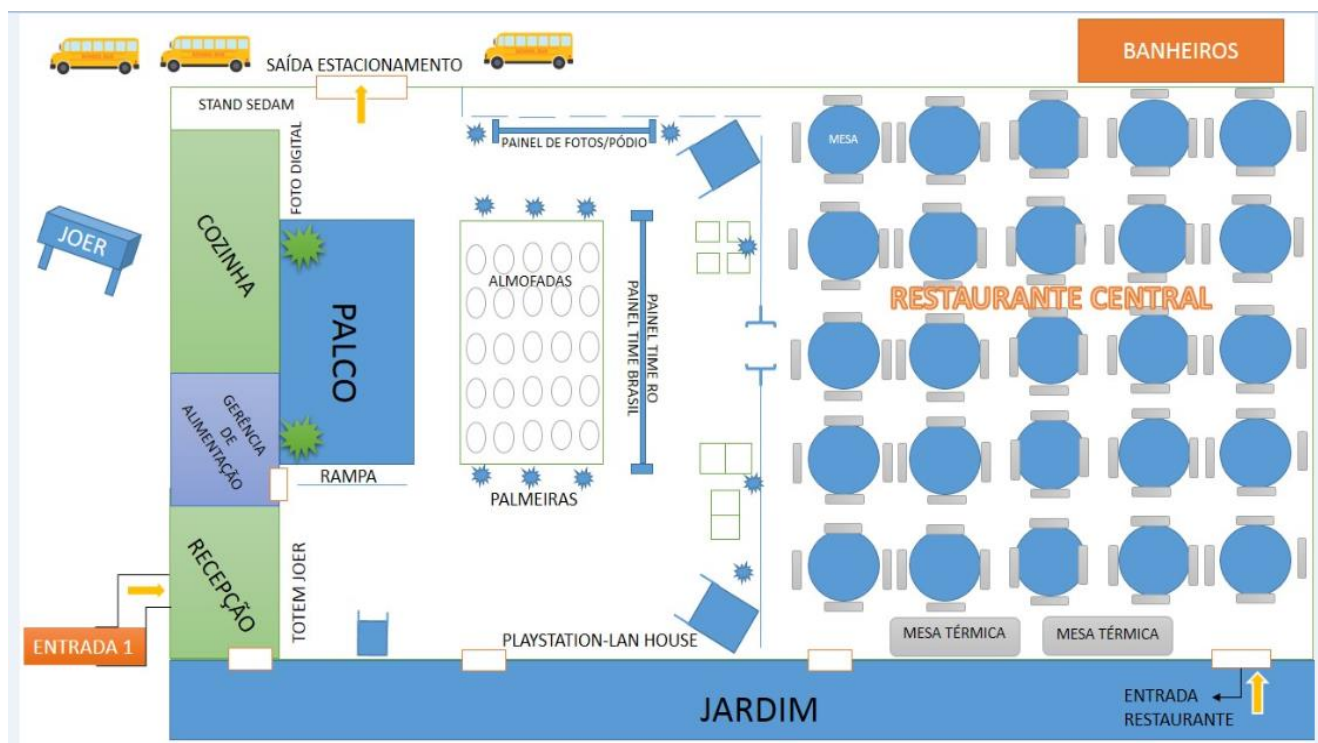 BANHEIROS
SAÍDA ESTACIONAMENTO
STAND SEDAM
FOTO DIGITAL
PAINEL DE FOTOS/PÓDIO
MESA
JOER
COZINHA
PALCO
ALMOFADAS
PAINEL TIME RO
PAINEL TIME BRASIL
RESTAURANTE CENTRAL
GERÊNCIA
DE
ALIMENTAÇÃO
RAMPA
PALMEIRAS
RECEPÇÃO
TOTEM JOER
ENTRADA 1
PLAYSTATION-LAN HOUSE
MESA TÉRMICA
MESA TÉRMICA
JARDIM
ENTRADA
RESTAURANTE